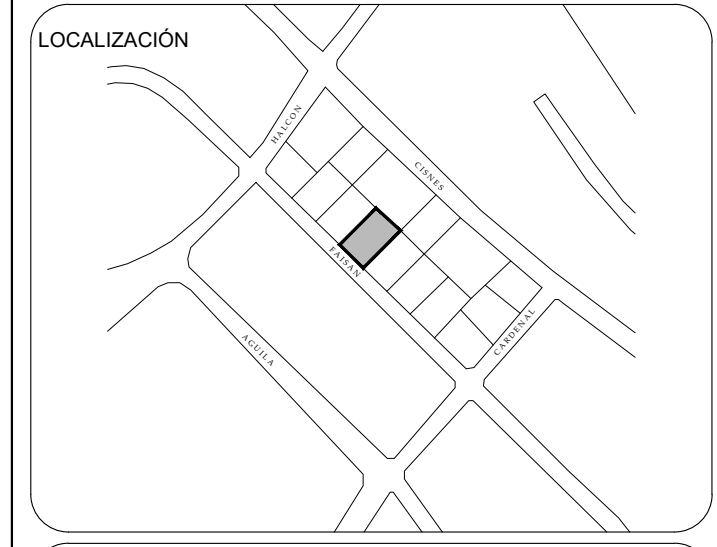 LOCALIZACIÓN
HALCON
CISNES
FAISAN
AGUILA
CARDENAL